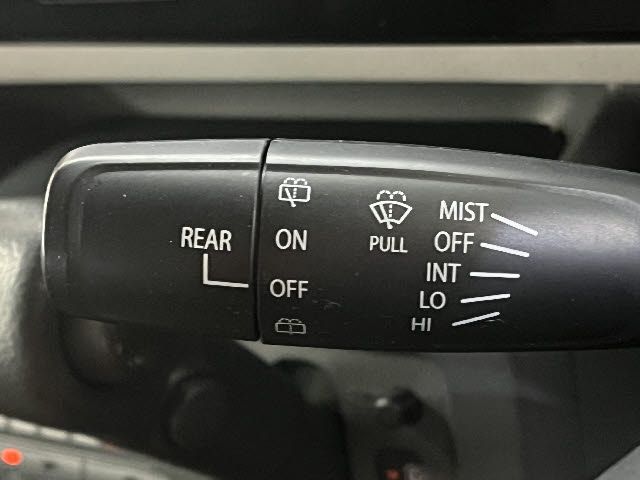 REAR
ON
OFF
PULL
MIST
OFF
INT
LO
HI